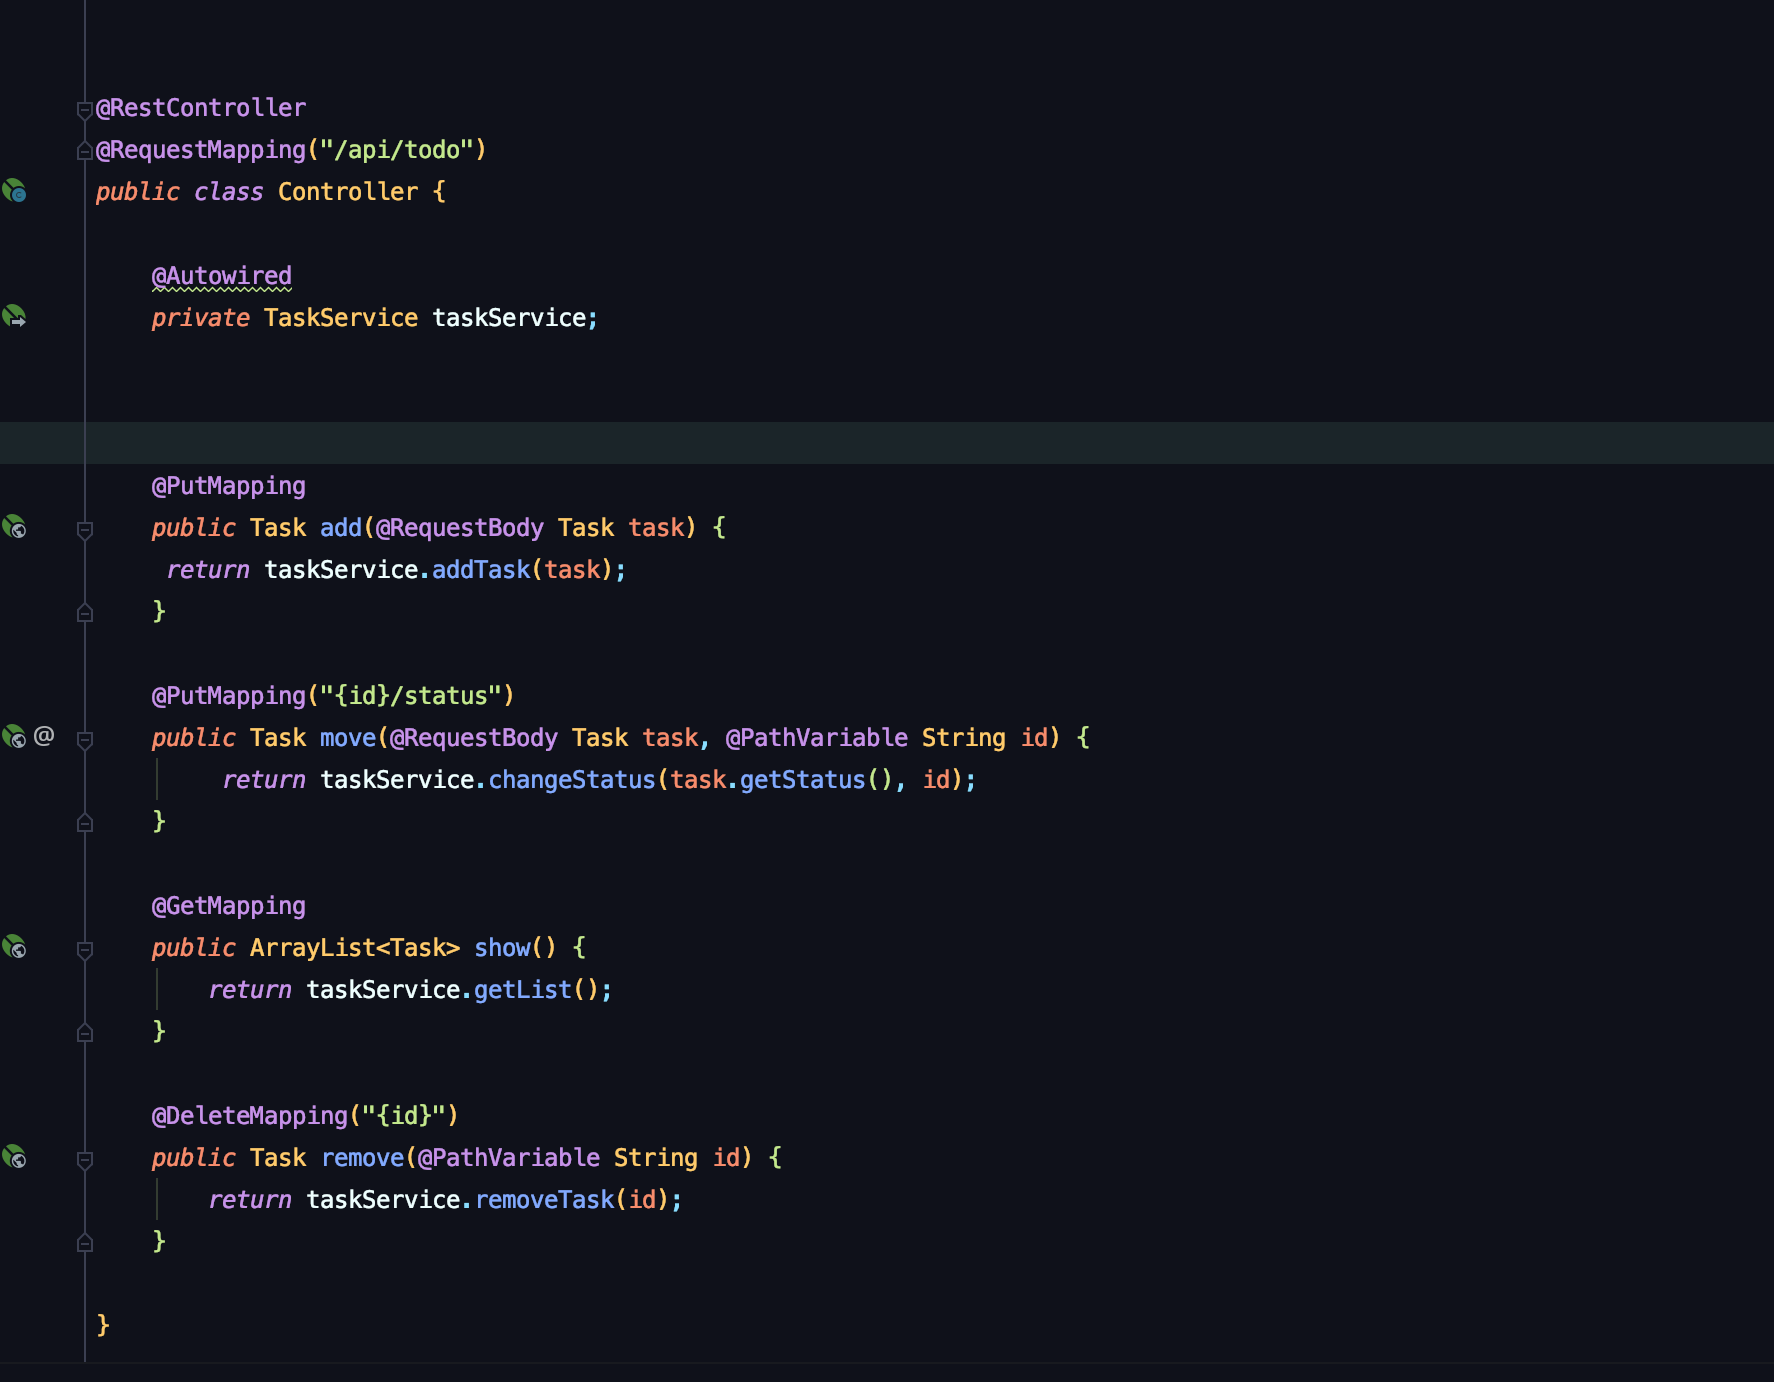 @RestController
@RequestMapping("/api/todo")
public class Controller {
@Autowired
private TaskService taskService;
@PutMapping
public Task add(@RequestBody Task task) {
return taskService.addTask(task);
}
@PutMapping("{id}/status")
@ public Task move(@RequestBody Task task, @PathVariable String id) {
return taskService.changeStatus(task.getStatus(), id);
}
@GetMapping
public ArrayList<Task> show() {
return taskService.getList();
}
@DeleteMapping("{id}")
public Task remove(@PathVariable String id) {
return taskService.removeTask(id);
}
}